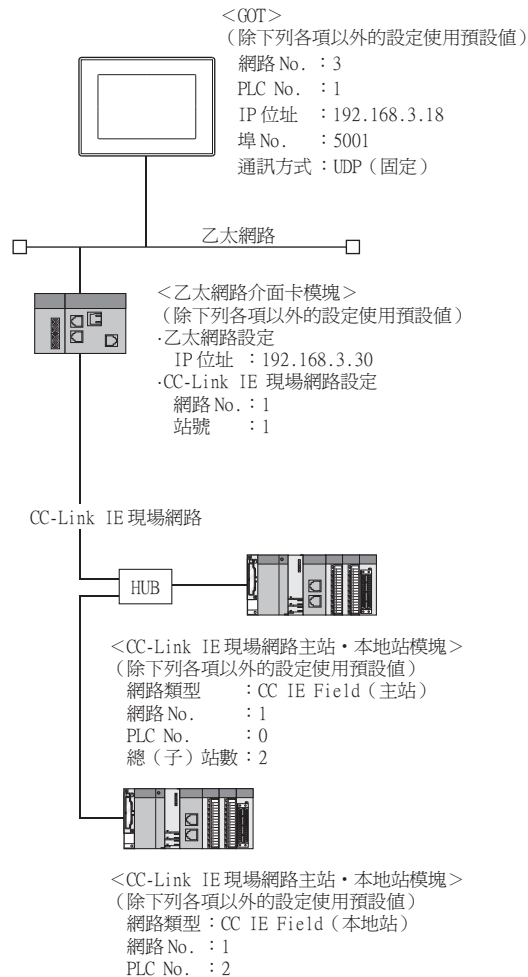 <GOT>
(除下列各項以外的設定使用預設值)
網路 No.:3
PLC No. :1
IP 位址 :192.168.3.18
埠 No. :5001
通訊方式:UDP(固定)
乙太網路
<乙太網路介面卡模塊>
(除下列各項以外的設定使用預設值)
·乙太網路設定
IP 位址 :192.168.3.30
·CC-Link IE 現場網路設定
網路 No.:1
站號 :1
CC-Link IE 現場網路
HUB
<CC-Link IE 現場網路主站・本地站模塊>
(除下列各項以外的設定使用預設值)
網路類型 :CC IE Field(主站)
網路 No. :1
PLC No. :0
總(子)站數:2
<CC-Link IE 現場網路主站・本地站模塊>
(除下列各項以外的設定使用預設值)
網路類型:CC IE Field(本地站)
網路 No.:1
PLC No. :2